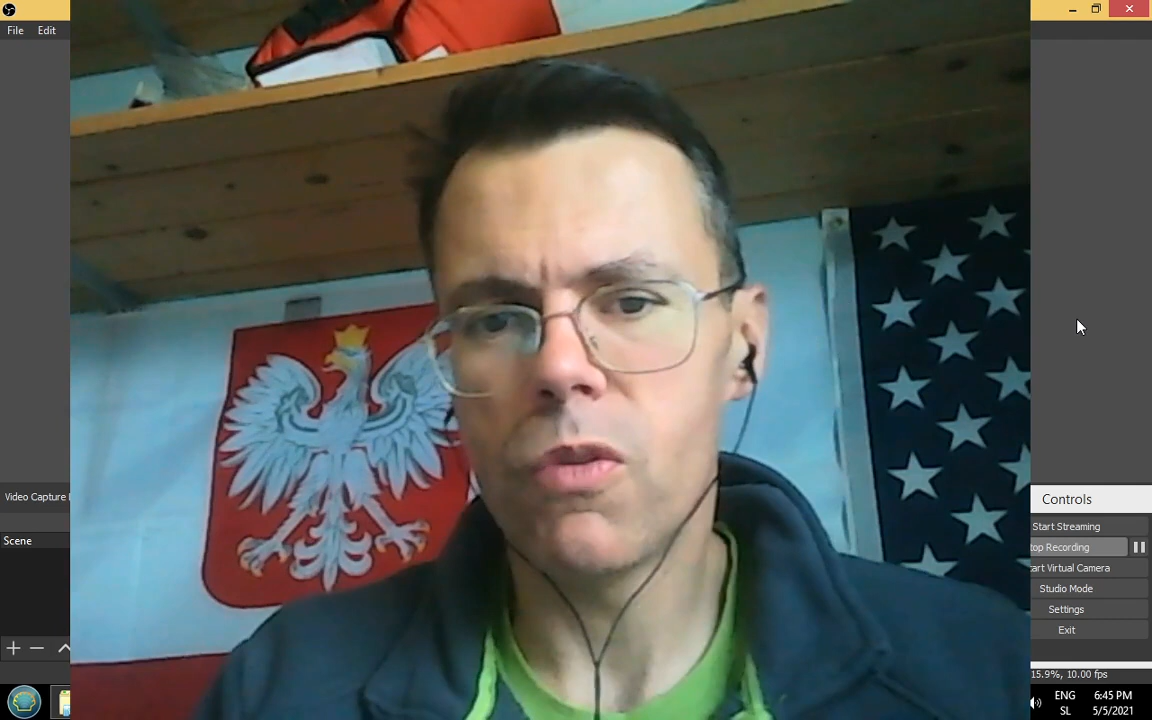 File Edit
Video Capture
Scene
Controls
Start Streaming
top Recording
art Virtual Camera
Studio Mode
Settings
Exit
15.9%, 10.00 fps
ENG
SL
6:45 PM
5/5/2021